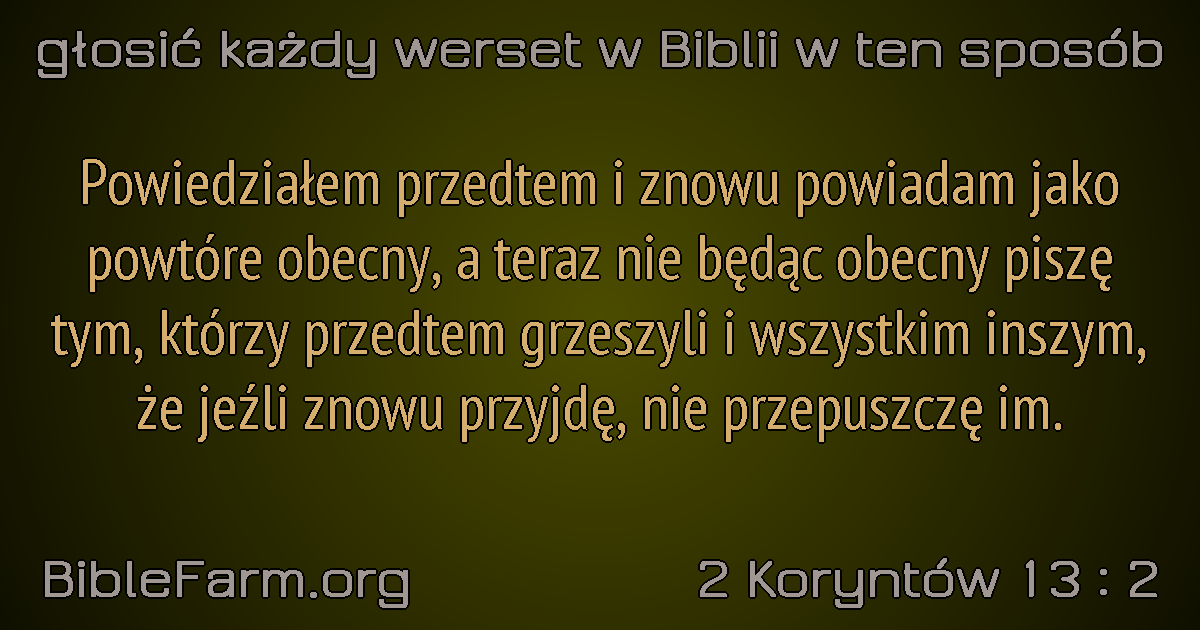 głosić każdy werset w Biblii w ten sposób
Powiedziałem przedtem i znowu powiadam jako
powtóre obecny, a teraz nie będąc obecny piszę
tym, którzy przedtem grzeszyli i wszystkim inszym,
że jeźli znowu przyjdę, nie przepuszczę im.
BibleFarm.org
2 Koryntów 13 : 2